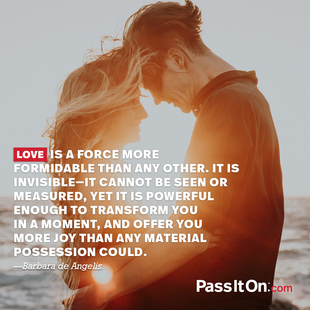 LOVE IS A FORCE MORE
FORMIDABLE THAN ANY OTHER. IT IS
INVISIBLE—IT CANNOT BE SEEN OR
MEASURED, YET IT IS POWERFUL
ENOUGH TO TRANSFORM YOU
IN A MOMENT, AND OFFER YOU
MORE JOY THAN ANY MATERIAL
POSSESSION COULD.
—Barbara de Angelis
PassItOn.com